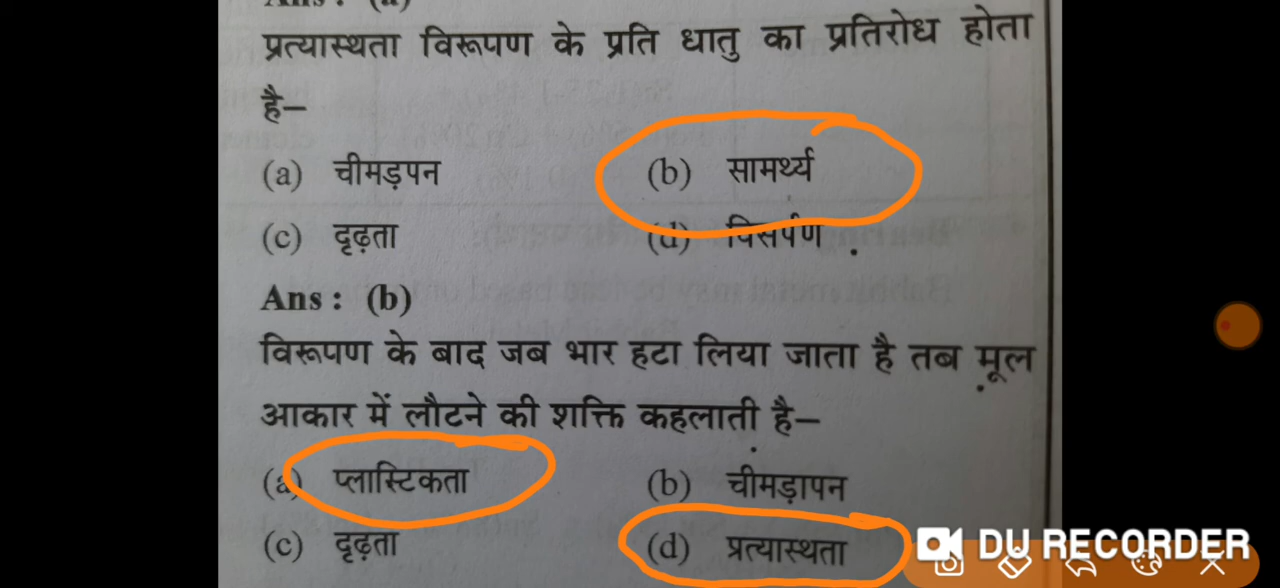 Ans : (a)
प्रत्यास्थता विरूपण के प्रति धातु का प्रतिरोध होता
है–
(a) चीमड़पन (b) सामर्थ्य
(c) दृढ़ता (d) विसर्पण
Ans : (b)
विरूपण के बाद जब भार हटा लिया जाता है तब मूल
आकार में लौटने की शक्ति कहलाती है–
(a) प्लास्टिकता (b) चीमड़ापन
(c) दृढ़ता (d) प्रत्यास्थता
DU RECORDER